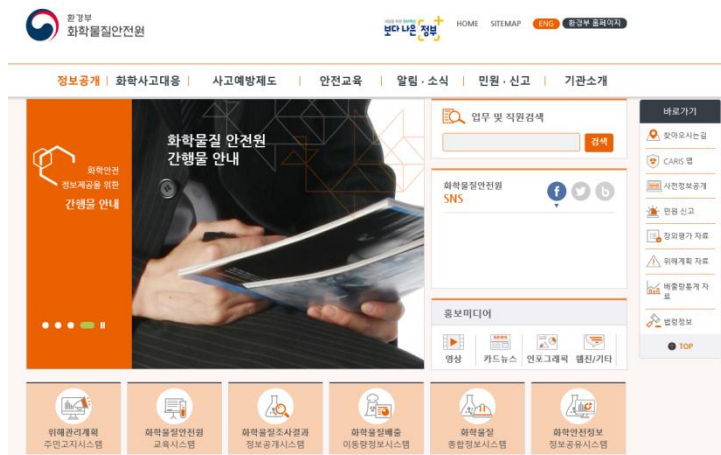 환경부
화학물질안전원
보다 나은 정부
HOME SITEMAP ENG 환경부 홈페이지
정보공개 화학사고대응 사고예방제도 안전교육 알림·소식 민원·신고 기관소개
화학안전
정보제공을 위한
간행물 안내
화학물질 안전원
간행물 안내
업무 및 직원검색
검색
화학물질안전원
SNS
홍보미디어
영상 카드뉴스 인포그래픽 웹진/기타
바로가기
찾아오시는길
CARIS 앱
사전정보공개
민원 신고
장외평가 자료
위해계획 자료
배출량통계 자
료
법령정보
TOP
위해관리계획
주민고지시스템
화학물질안전원
교육시스템
화학물질조사결과
정보공개시스템
화학물질배출
이동량정보시스템
화학물질
종합정보시스템
화학안전정보
정보공유시스템